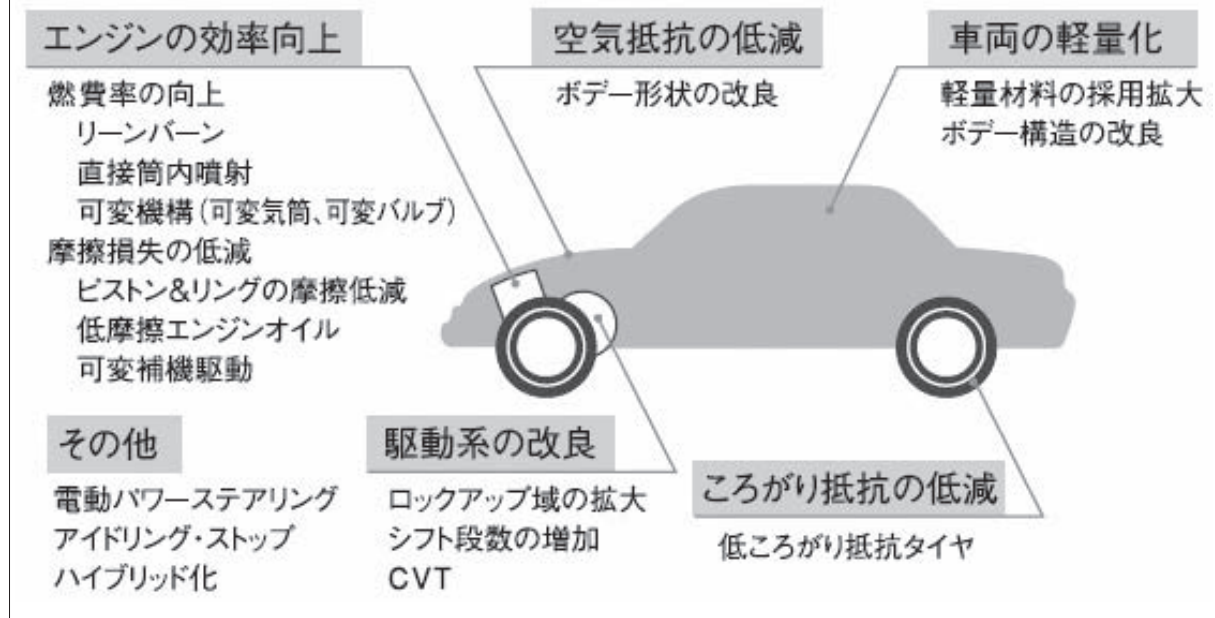 エンジンの効率向上
燃費率の向上
リーンバーン
直接筒内噴射
可変機構(可変気筒、可変バルブ)
摩擦損失の低減
ピストン&リングの摩擦低減
低摩擦エンジンオイル
可変補機駆動
空気抵抗の低減
ボデー形状の改良
車両の軽量化
軽量材料の採用拡大
ボデー構造の改良
その他
電動パワーステアリング
アイドリング・ストップ
ハイブリッド化
駆動系の改良
ロックアップ域の拡大
シフト段数の増加
CVT
ころがり抵抗の低減
低ころがり抵抗タイヤ